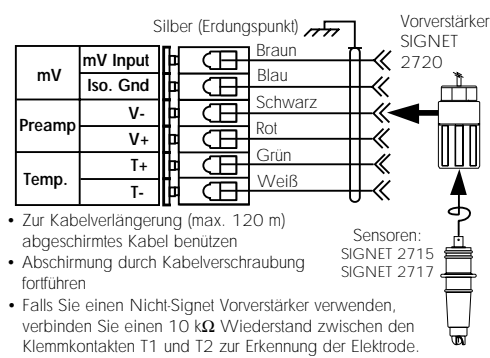 Silber (Erdungspunkt)
Vorverstärker
SIGNET
2720
mV
mV Input
Braun
Iso. Gnd
Blau
Preamp
V-
Schwarz
V+
Rot
Temp.
T+
Grün
T-
Weiß
• Zur Kabelverlängerung (max. 120 m)
abgeschirmtes Kabel benützen
• Abschirmung durch Kabelverschraubung
fortführen
• Falls Sie einen Nicht-Signet Vorverstärker verwenden,
verbinden Sie einen 10 kΩ Wiederstand zwischen den
Klemmkontakten T1 und T2 zur Erkennung der Elektrode.
Sensoren:
SIGNET 2715
SIGNET 2717